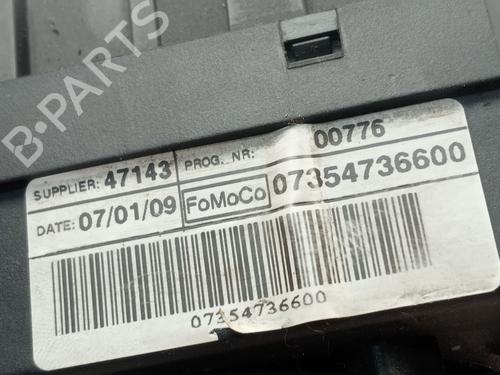 B-PARTS
SUPPLIER: 47143 PROG. NR: 00776
DATE: 07/01/09 FoMoCo 07354736600
07354736600